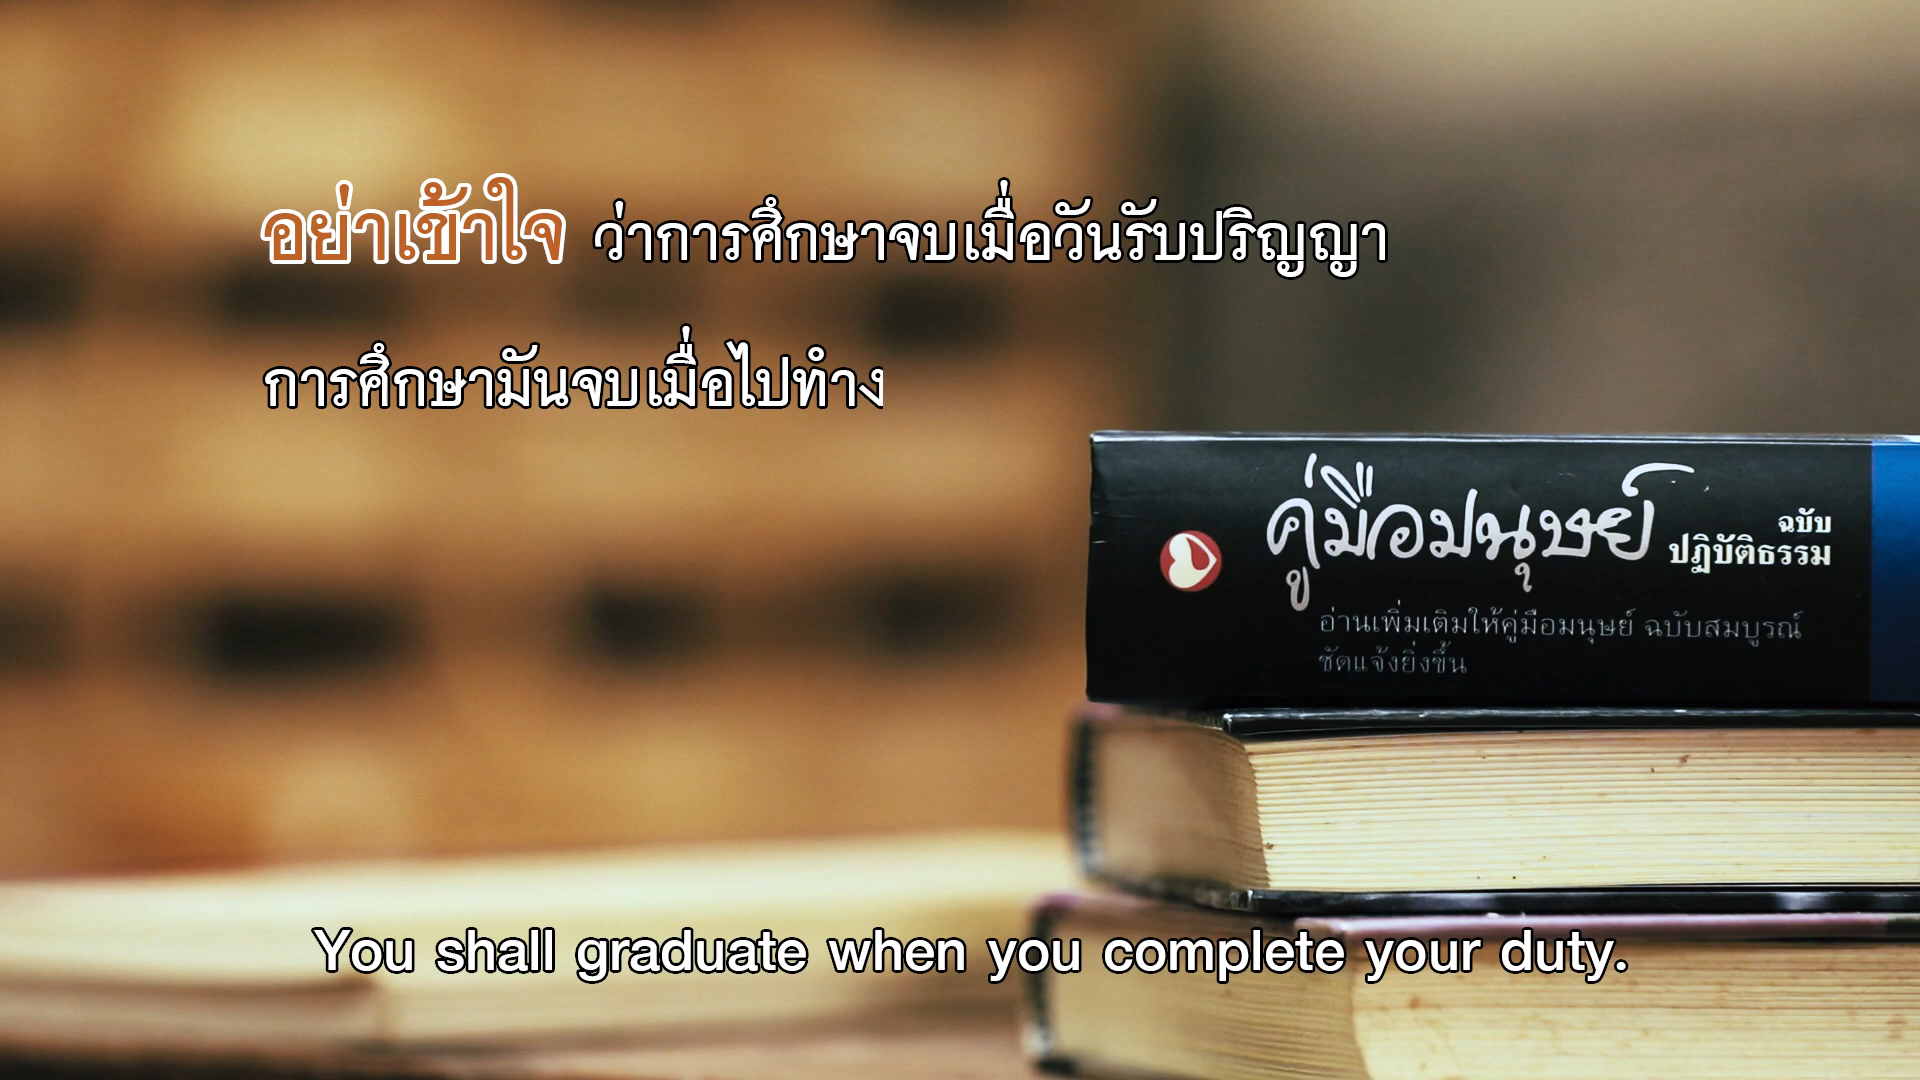 อย่าเข้าใจ ว่าการศึกษาจบเมื่อวันรับปริญญา
การศึกษามันจบเมื่อไปทำง
คู่มือมนุษย์ ฉบับ
ปฏิบัติธรรม
อ่านเพิ่มเติมให้คู่มือมนุษย์ ฉบับสมบูรณ์
ชัดแจ้งยิ่งขึ้น
You shall graduate when you complete your duty.